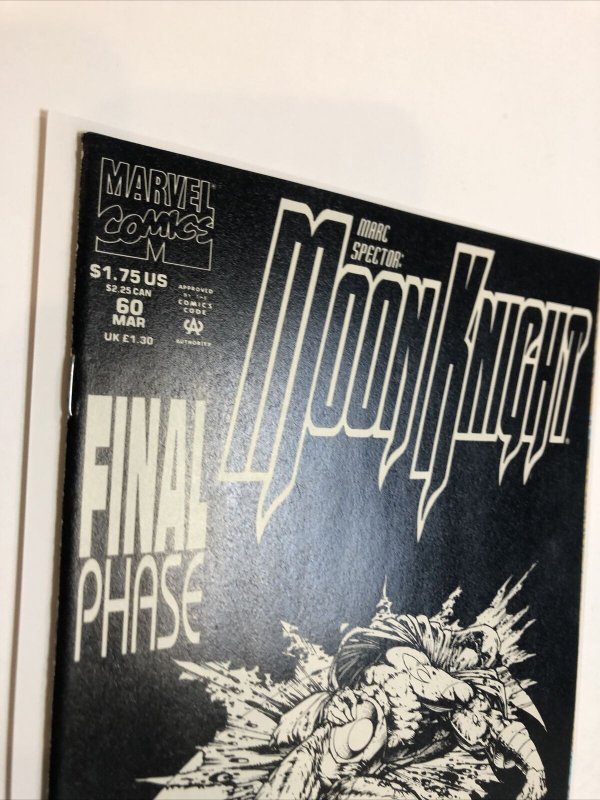 MARVEL
COMICS
M
$1.75 US
$2.25 CAN
60
MAR
UK £1.30
APPROVED
BY THE
COMICS
CODE
CA
AUTHORITY
MARC
SPECTOR:
MOON KNIGHT
FINAL
PHASE